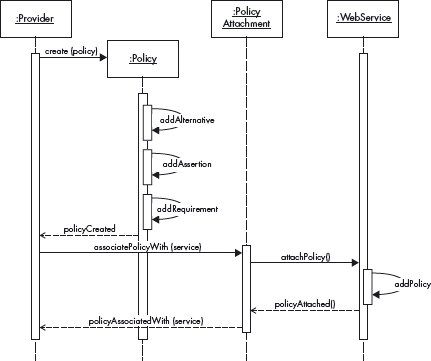 :Provider
:Policy
Attachment
:WebService
create (policy)
:Policy
addAlternative
addAssertion
addRequirement
policyCreated
associatePolicyWith (service)
attachPolicy()
addPolicy
policyAttached()
policyAssociatedWith (service)